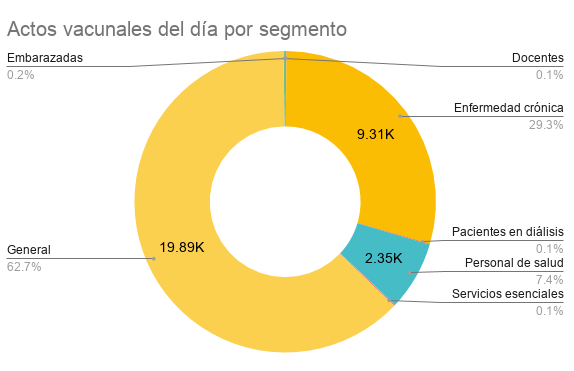 Actos vacunales del día por segmento
Embarazadas
0.2%
Docentes
0.1%
Enfermedad crónica
29.3%
9.31K
Pacientes en diálisis
0.1%
General
62.7%
19.89K
2.35K
Personal de salud
7.4%
Servicios esenciales
0.1%